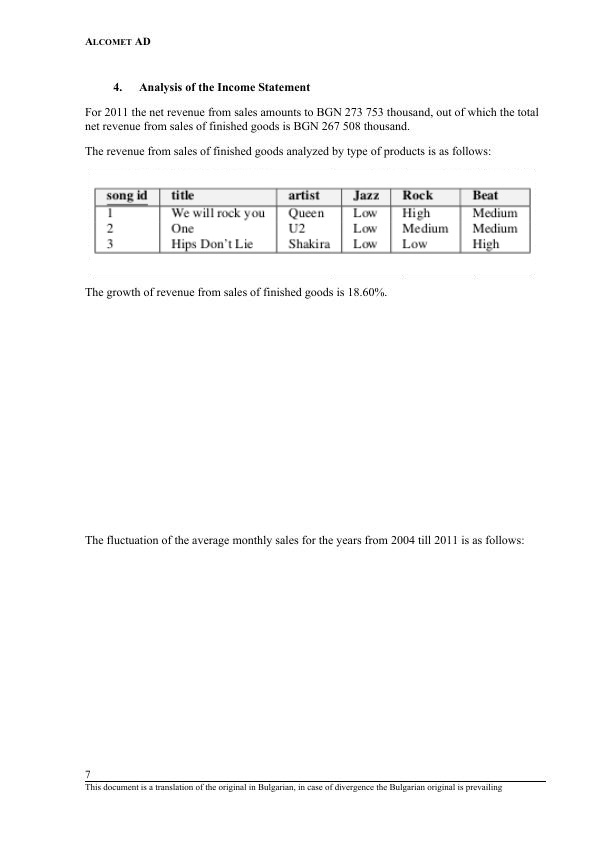 ALCOMET AD
4. Analysis of the Income Statement
For 2011 the net revenue from sales amounts to BGN 273 753 thousand, out of which the total
net revenue from sales of finished goods is BGN 267 508 thousand.
The revenue from sales of finished goods analyzed by type of products is as follows:
song id title artist Jazz Rock Beat
1 We will rock you Queen Low High Medium
2 One U2 Low Medium Medium
3 Hips Don't Lie Shakira Low Low High
The growth of revenue from sales of finished goods is 18.60%.
The fluctuation of the average monthly sales for the years from 2004 till 2011 is as follows:
7
This document is a translation of the original in Bulgarian, in case of divergence the Bulgarian original is prevailing